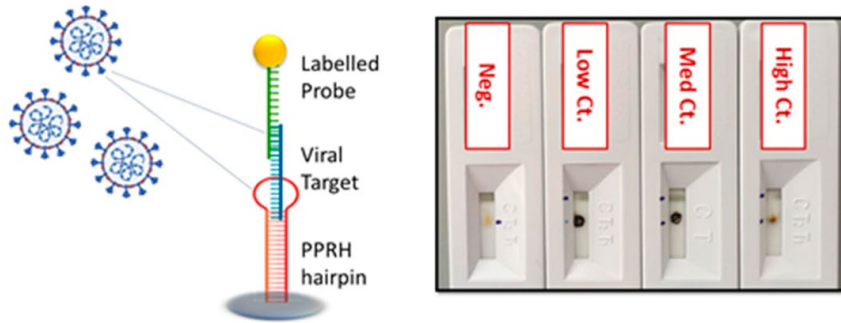 Labelled
Probe
Viral
Target
PPRH
hairpin
Neg.
Low Ct.
Med Ct.
High Ct.
C T